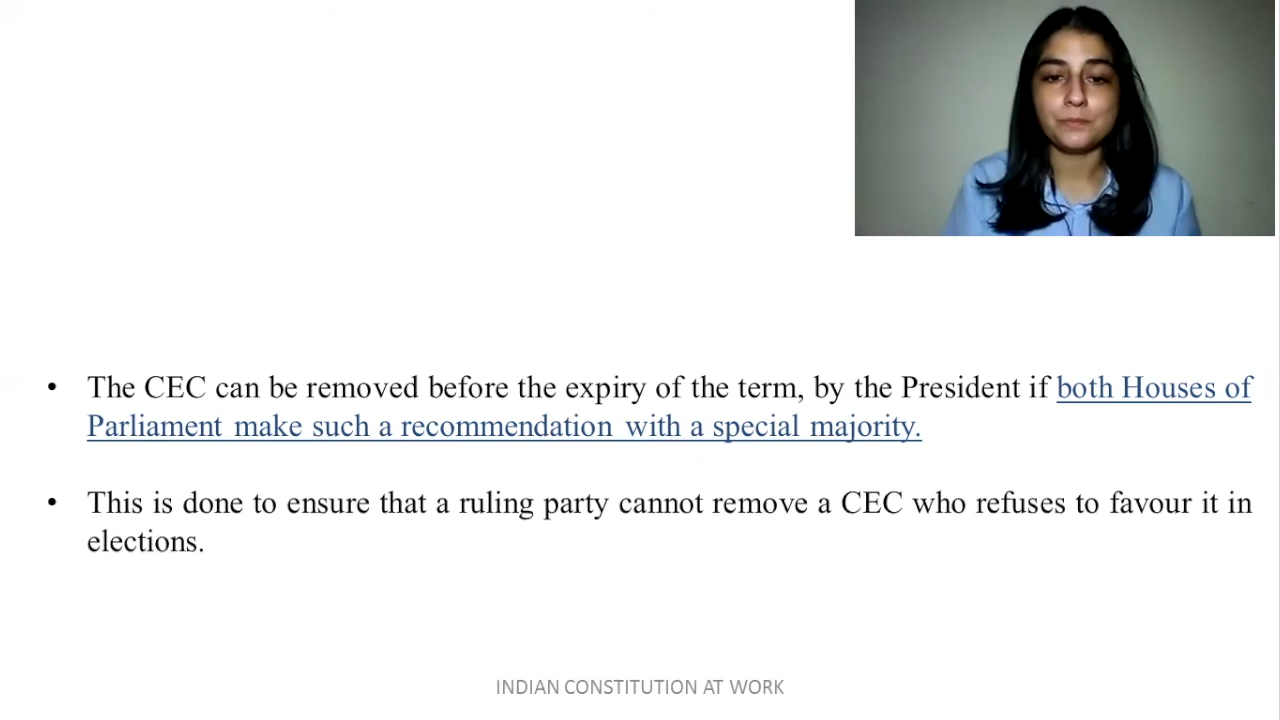 • The CEC can be removed before the expiry of the term, by the President if both Houses of
Parliament make such a recommendation with a special majority.
• This is done to ensure that a ruling party cannot remove a CEC who refuses to favour it in
elections.
INDIAN CONSTITUTION AT WORK